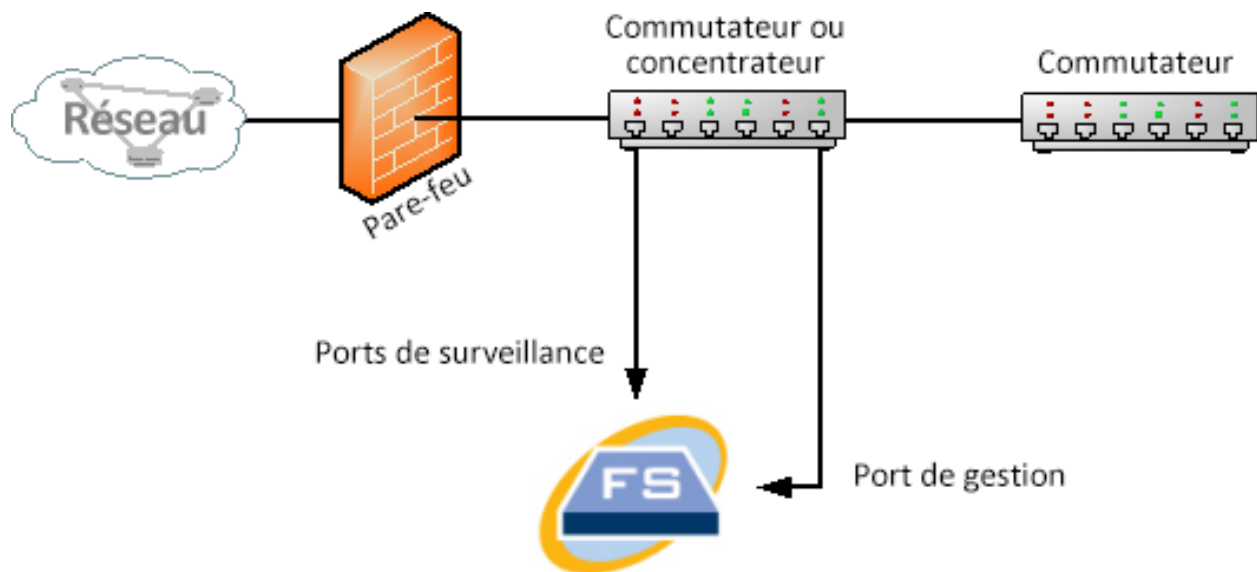 Commutateur ou
concentrateur
Commutateur
Réseau
Pare-feu
Ports de surveillance
FS
Port de gestion